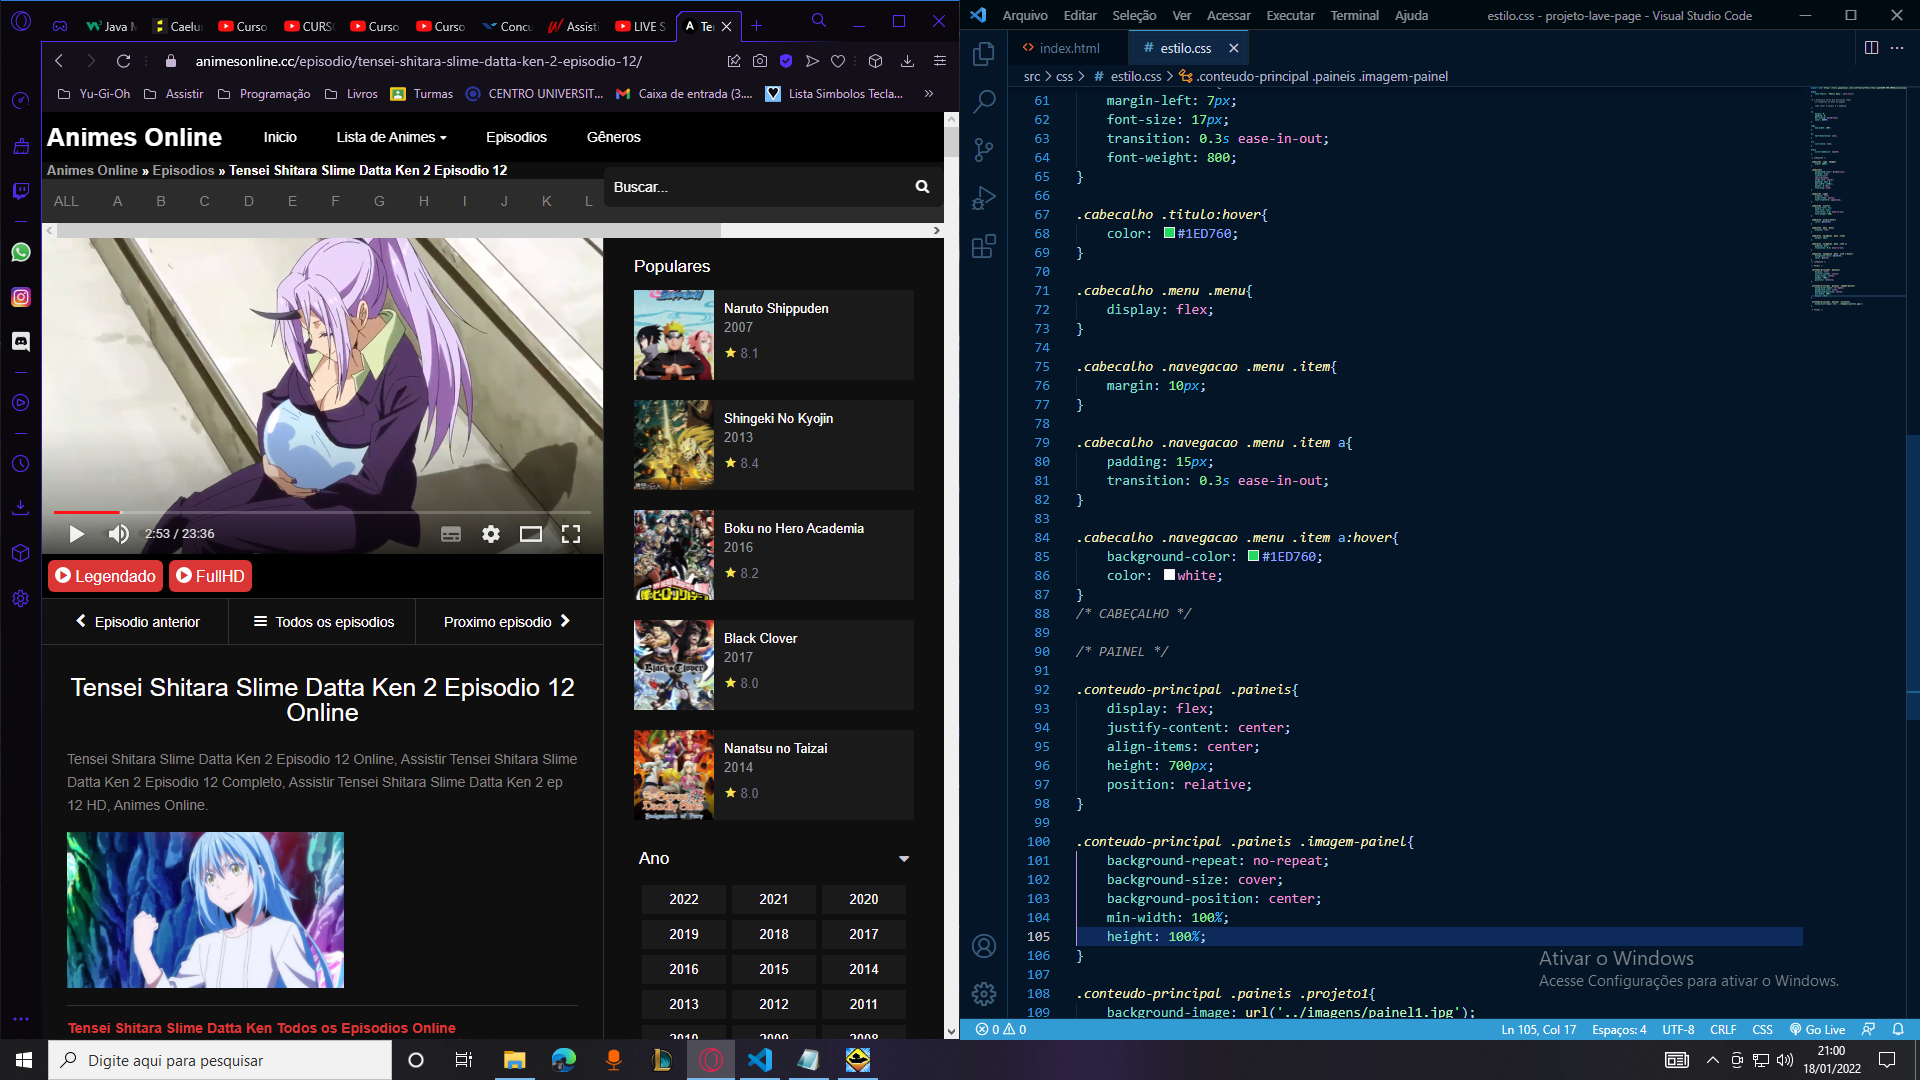 Java
Caelu
Curso
CURS
Curso
Curso
Concu
Assisti
LIVE S
Te
animesonline.cc/episodio/tensei-shitara-slime-datta-ken-2-episodio-12/
Yu-Gi-Oh
Assistir
Programação
Livros
Turmas
CENTRO UNIVERSIT...
Caixa de entrada (3....
Lista Simbolos Tecla...
»
Animes Online
Inicio
Lista de Animes
Episodios
Gêneros
Animes Online » Episodios » Tensei Shitara Slime Datta Ken 2 Episodio 12
Buscar...
ALL A B C D E F G H I J K L
2:53 / 23:36
Legendado
FullHD
Episodio anterior
Todos os episodios
Proximo episodio
Tensei Shitara Slime Datta Ken 2 Episodio 12
Online
Tensei Shitara Slime Datta Ken 2 Episodio 12 Online, Assistir Tensei Shitara Slime
Datta Ken 2 Episodio 12 Completo, Assistir Tensei Shitara Slime Datta Ken 2 ep
12 HD, Animes Online.
Tensei Shitara Slime Datta Ken Todos os Episodios Online
Populares
Naruto Shippuden
2007
8.1
Shingeki No Kyojin
2013
8.4
Boku no Hero Academia
2016
8.2
Black Clover
2017
8.0
Nanatsu no Taizai
2014
8.0
Ano
2022 2021 2020
2019 2018 2017
2016 2015 2014
2013 2012 2011
2010 2009 2008
Arquivo Editar Seleção Ver Acessar Executar Terminal Ajuda
estilo.css - projeto-lave-page - Visual Studio Code
index.html
# estilo.css
src > css > # estilo.css > .conteudo-principal .paineis .imagem-painel
61 margin-left: 7px;
62 font-size: 17px;
63 transition: 0.3s ease-in-out;
64 font-weight: 800;
65 }
66
67 .cabecalho .titulo:hover{
68 color: #1ED760;
69 }
70
71 .cabecalho .menu .menu{
72 display: flex;
73 }
74
75 .cabecalho .navegacao .menu .item{
76 margin: 10px;
77 }
78
79 .cabecalho .navegacao .menu .item a{
80 padding: 15px;
81 transition: 0.3s ease-in-out;
82 }
83
84 .cabecalho .navegacao .menu .item a:hover{
85 background-color: #1ED760;
86 color: white;
87 }
88 /* CABEÇALHO */
89
90 /* PAINEL */
91
92 .conteudo-principal .paineis{
93 display: flex;
94 justify-content: center;
95 align-items: center;
96 height: 700px;
97 position: relative;
98 }
99
100 .conteudo-principal .paineis .imagem-painel{
101 background-repeat: no-repeat;
102 background-size: cover;
103 background-position: center;
104 min-width: 100%;
105 height: 100%;
106 }
107
108 .conteudo-principal .paineis .projeto1{
109 background-image: url('../imagens/painel1.jpg');
Ativar o Windows
Acesse Configurações para ativar o Windows.
0 0
Ln 105, Col 17 Espaços: 4 UTF-8 CRLF CSS Go Live
Digite aqui para pesquisar
21:00
18/01/2022